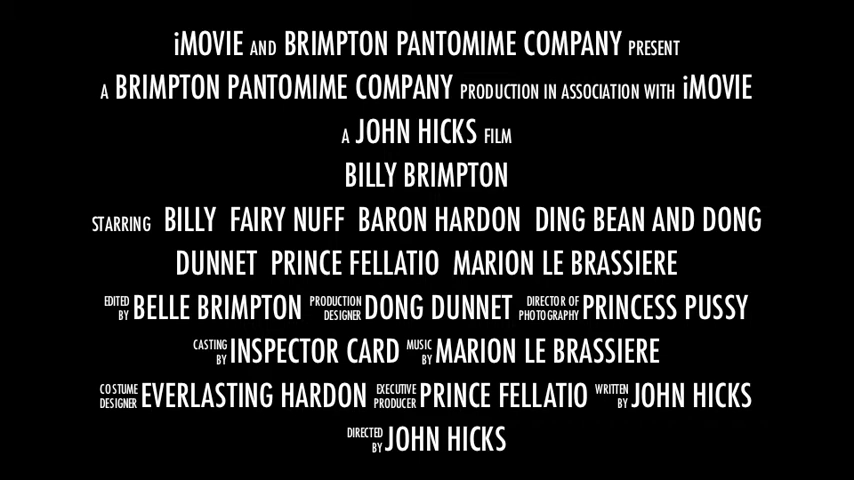 iMOVIE AND BRIMPTON PANTOMIME COMPANY PRESENT
A BRIMPTON PANTOMIME COMPANY PRODUCTION IN ASSOCIATION WITH iMOVIE
A JOHN HICKS FILM
BILLY BRIMPTON
STARRING BILLY FAIRY NUFF BARON HARDON DING BEAN AND DONG
DUNNET PRINCE FELLATIO MARION LE BRASSIERE
EDITED BY BELLE BRIMPTON PRODUCTION DESIGNER DONG DUNNET DIRECTOR OF PHOTOGRAPHY PRINCESS PUSSY
CASTING BY INSPECTOR CARD MUSIC BY MARION LE BRASSIERE
COSTUME DESIGNER EVERLASTING HARDON EXECUTIVE PRODUCER PRINCE FELLATIO WRITTEN BY JOHN HICKS
DIRECTED BY JOHN HICKS